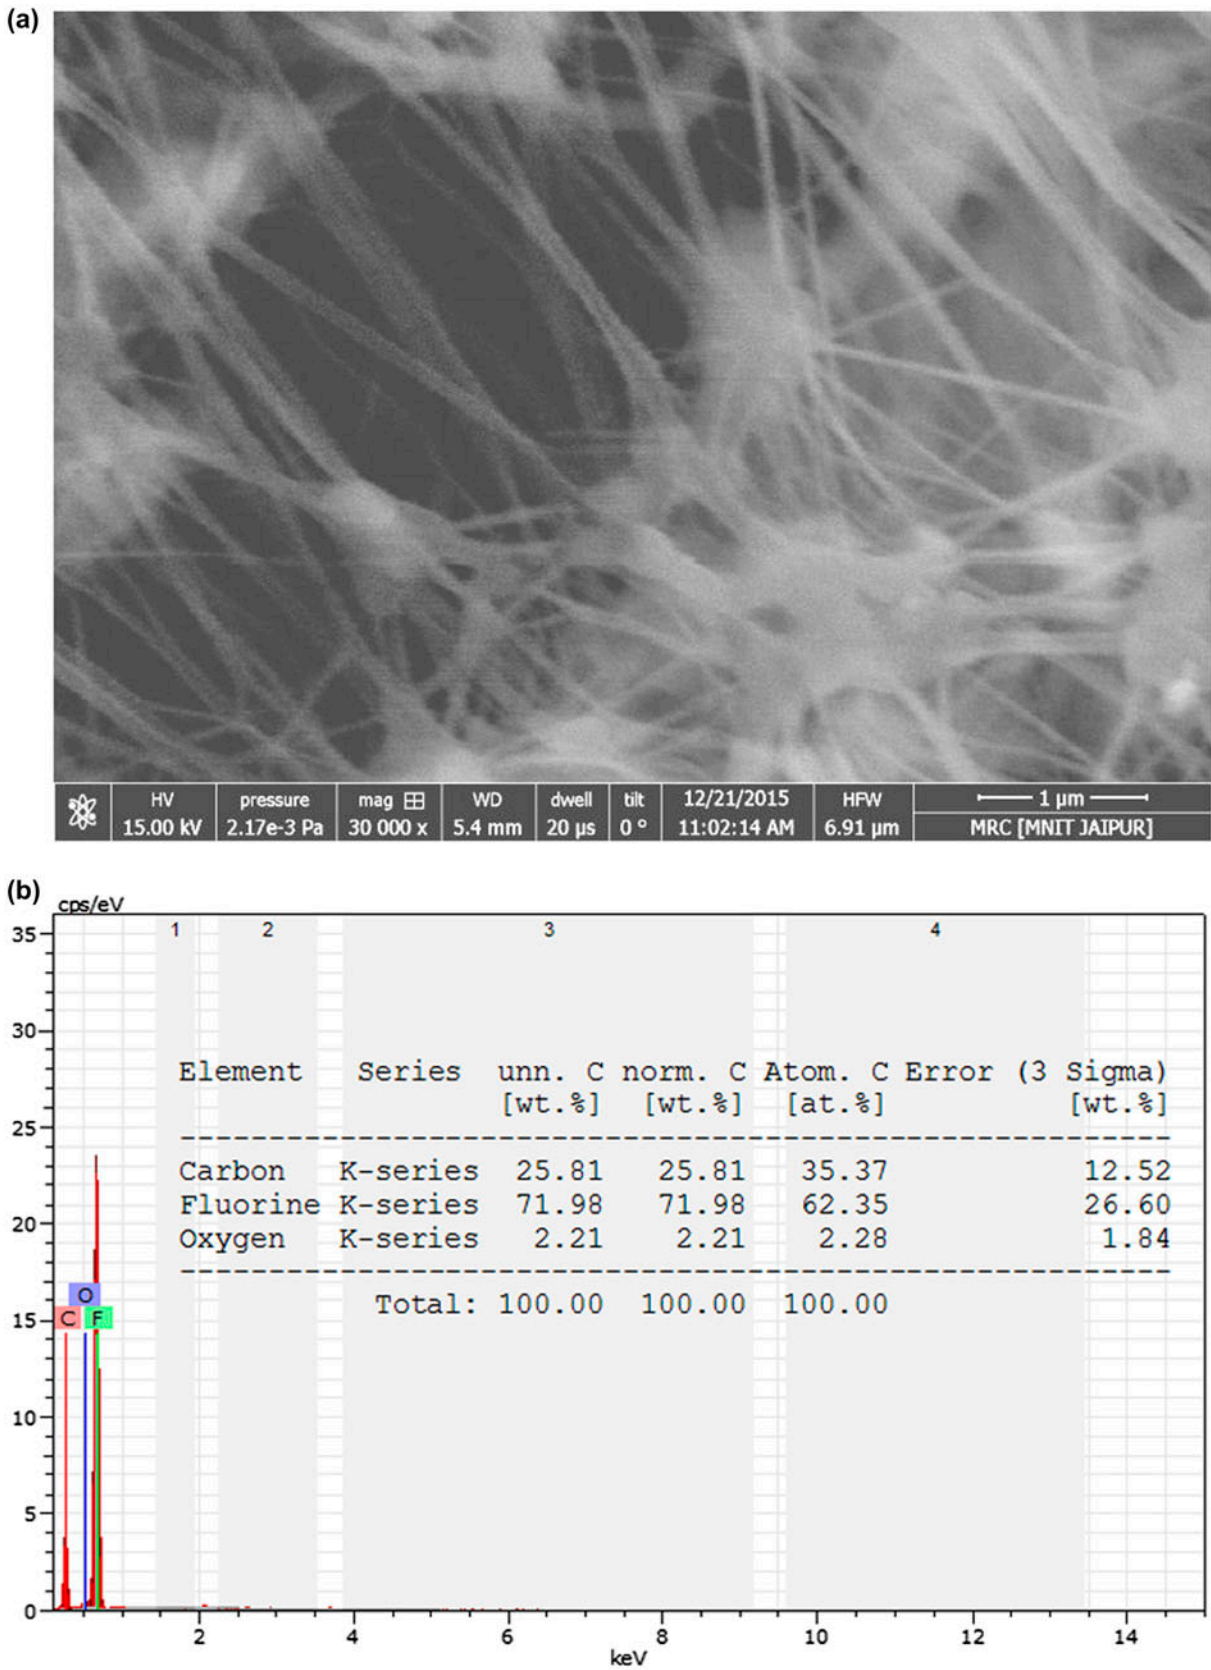 (a)
HV pressure mag WD dwell tilt 12/21/2015 HFW 1 µm
15.00 kV 2.17e-3 Pa 30 000 x 5.4 mm 20 µs 0 ° 11:02:14 AM 6.91 µm MRC [MNIT JAIPUR]
(b)
cps/eV
1 2 3 4
35
30
25
20
15
10
5
0
Element Series unn. C norm. C Atom. C Error (3 Sigma)
[wt.%] [wt.%] [at.%] [wt.%]
Carbon K-series 25.81 25.81 35.37 12.52
Fluorine K-series 71.98 71.98 62.35 26.60
Oxygen K-series 2.21 2.21 2.28 1.84
Total: 100.00 100.00 100.00
O
C F
2 4 6 8 10 12 14
keV